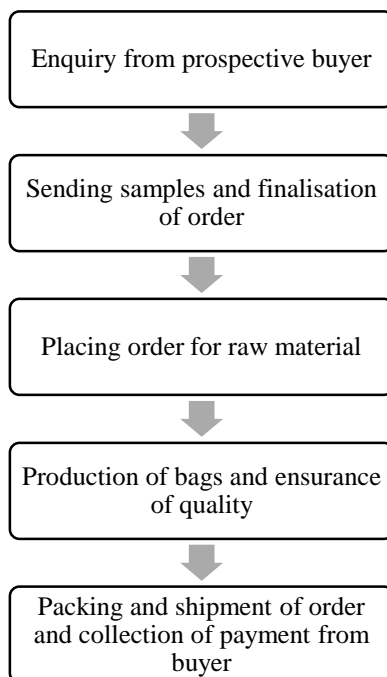 Enquiry from prospective buyer
Sending samples and finalisation
of order
Placing order for raw material
Production of bags and ensurance
of quality
Packing and shipment of order
and collection of payment from
buyer